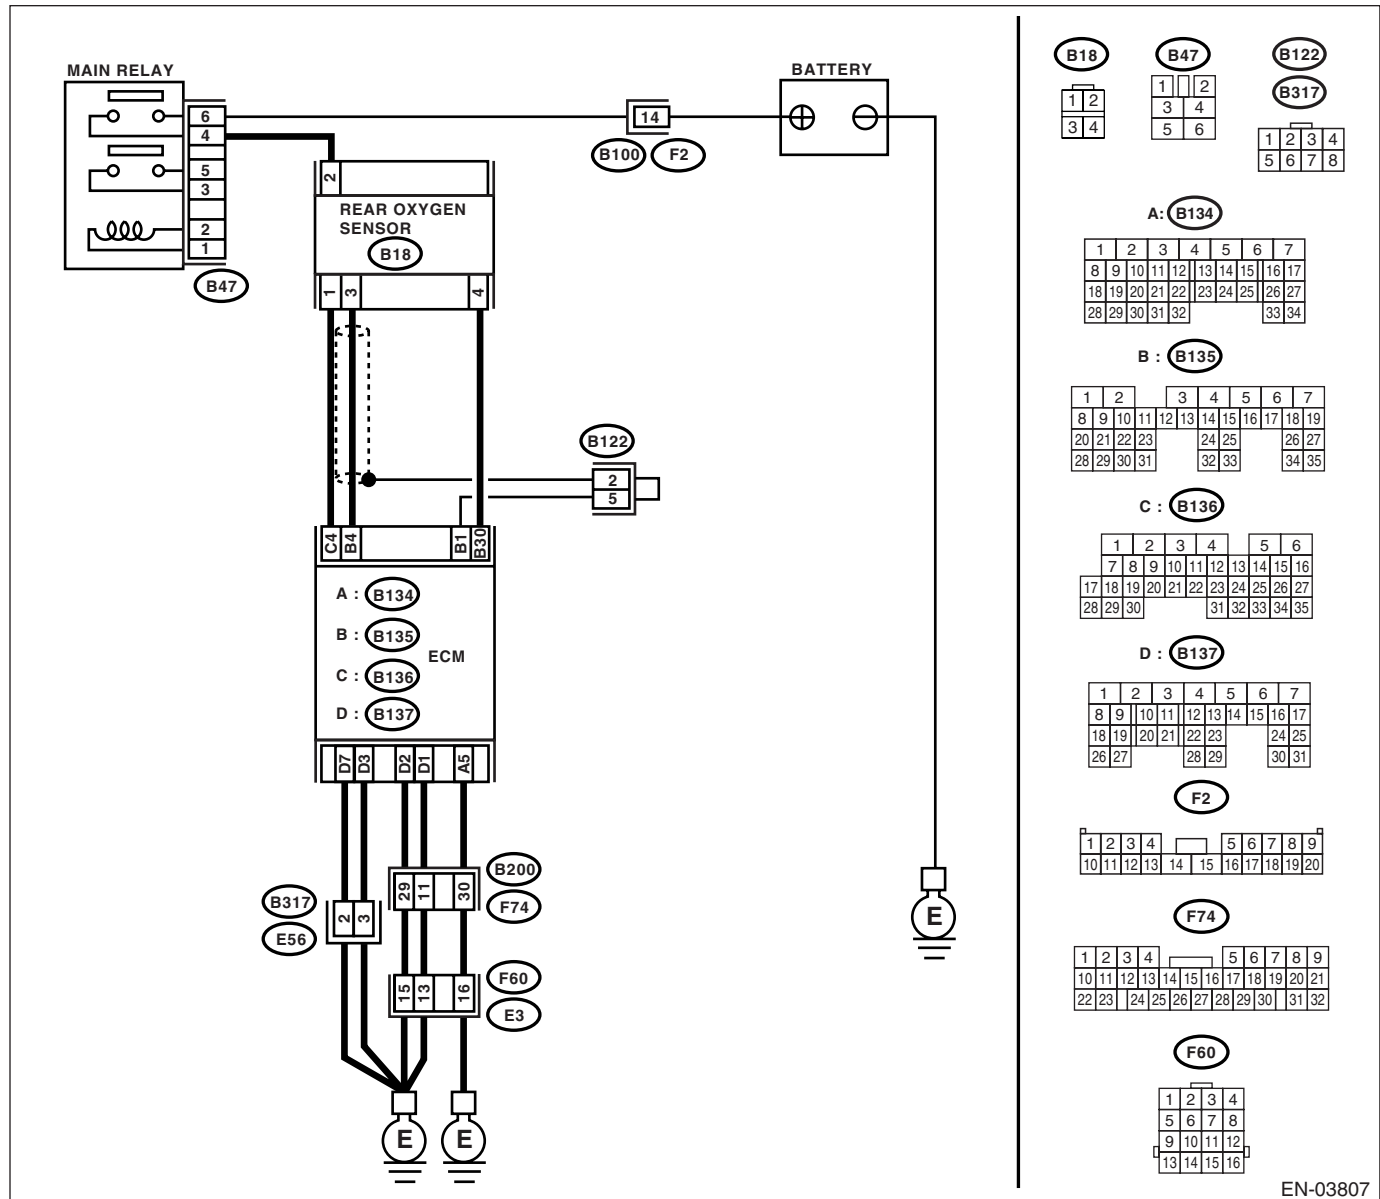 MAIN RELAY
6
4
5
3
2
1
B47
14
B100 F2
BATTERY
2
REAR OXYGEN
SENSOR
B18
1 3 4
B122
2
5
C4 B4 B1 B30
A : B134
B : B135
C : B136
D : B137
ECM
D7 D3 D2 D1 A5
B200
29 11 30
F74
B317
2 3
E56
F60
15 13 16
E3
E
E
E
B18
1 2
3 4
B47
1 2
3 4
5 6
B122
B317
1 2 3 4
5 6 7 8
A: B134
1 2 3 4 5 6 7
8 9 10 11 12 13 14 15 16 17
18 19 20 21 22 23 24 25 26 27
28 29 30 31 32 33 34
B : B135
1 2 3 4 5 6 7
8 9 10 11 12 13 14 15 16 17 18 19
20 21 22 23 24 25 26 27
28 29 30 31 32 33 34 35
C : B136
1 2 3 4 5 6
7 8 9 10 11 12 13 14 15 16
17 18 19 20 21 22 23 24 25 26 27
28 29 30 31 32 33 34 35
D : B137
1 2 3 4 5 6 7
8 9 10 11 12 13 14 15 16 17
18 19 20 21 22 23 24 25
26 27 28 29 30 31
F2
1 2 3 4 5 6 7 8 9
10 11 12 13 14 15 16 17 18 19 20
F74
1 2 3 4 5 6 7 8 9
10 11 12 13 14 15 16 17 18 19 20 21
22 23 24 25 26 27 28 29 30 31 32
F60
1 2 3 4
5 6 7 8
9 10 11 12
13 14 15 16
EN-03807